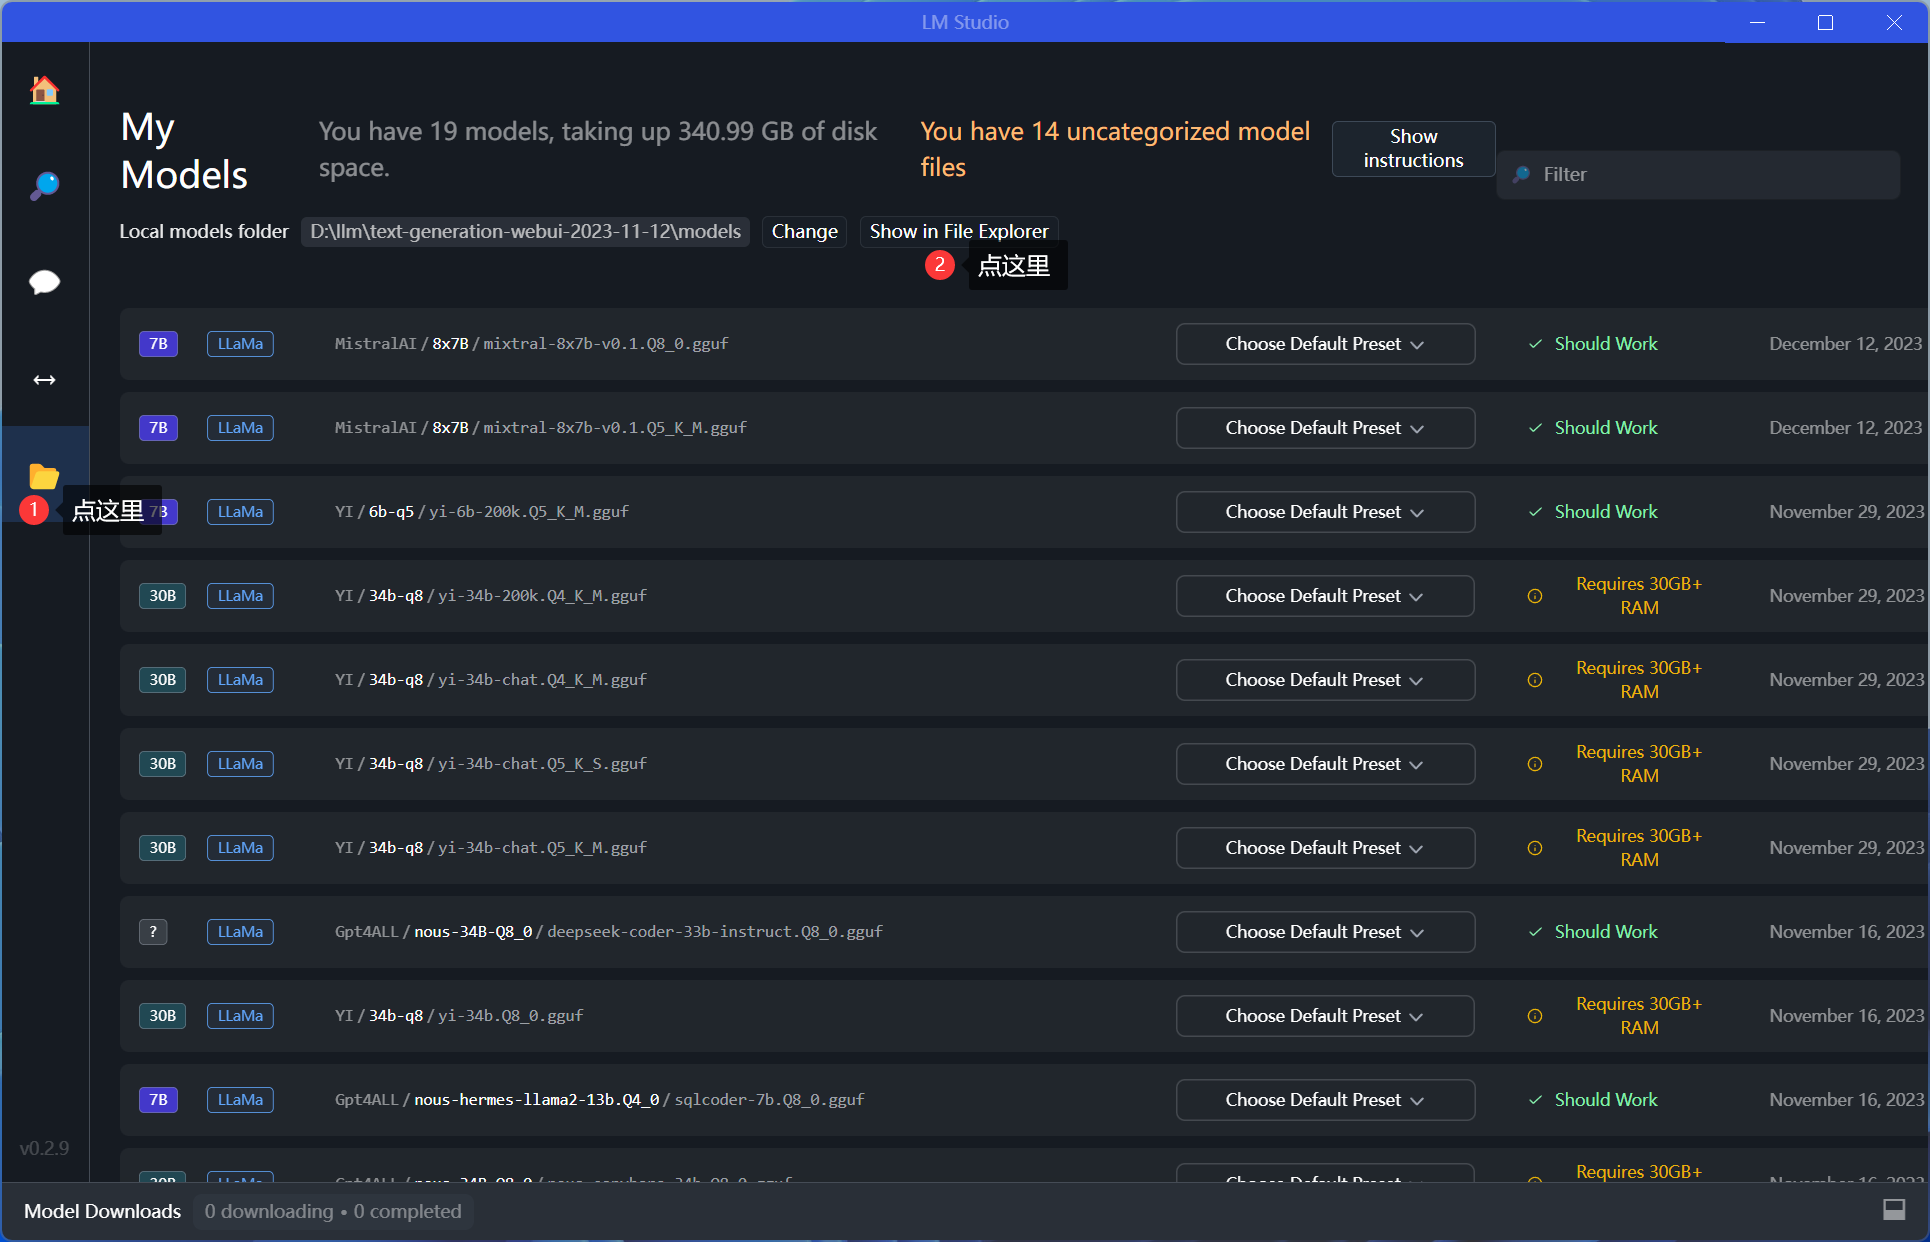 LM Studio
My Models
You have 19 models, taking up 340.99 GB of disk space.
You have 14 uncategorized model files
Show instructions
Filter
Local models folder
D:\llm\text-generation-webui-2023-11-12\models
Change
Show in File Explorer
2
点这里
7B LLaMa MistralAI / 8x7B / mixtral-8x7b-v0.1.Q8_0.gguf Choose Default Preset Should Work December 12, 2023
7B LLaMa MistralAI / 8x7B / mixtral-8x7b-v0.1.Q5_K_M.gguf Choose Default Preset Should Work December 12, 2023
1
点这里
7B LLaMa YI / 6b-q5 / yi-6b-200k.Q5_K_M.gguf Choose Default Preset Should Work November 29, 2023
30B LLaMa YI / 34b-q8 / yi-34b-200k.Q4_K_M.gguf Choose Default Preset Requires 30GB+ RAM November 29, 2023
30B LLaMa YI / 34b-q8 / yi-34b-chat.Q4_K_M.gguf Choose Default Preset Requires 30GB+ RAM November 29, 2023
30B LLaMa YI / 34b-q8 / yi-34b-chat.Q5_K_S.gguf Choose Default Preset Requires 30GB+ RAM November 29, 2023
30B LLaMa YI / 34b-q8 / yi-34b-chat.Q5_K_M.gguf Choose Default Preset Requires 30GB+ RAM November 29, 2023
? LLaMa Gpt4ALL / nous-34B-Q8_0 / deepseek-coder-33b-instruct.Q8_0.gguf Choose Default Preset Should Work November 16, 2023
30B LLaMa YI / 34b-q8 / yi-34b.Q8_0.gguf Choose Default Preset Requires 30GB+ RAM November 16, 2023
7B LLaMa Gpt4ALL / nous-hermes-llama2-13b.Q4_0 / sqlcoder-7b.Q8_0.gguf Choose Default Preset Should Work November 16, 2023
Requires 30GB+
v0.2.9
Model Downloads
0 downloading • 0 completed